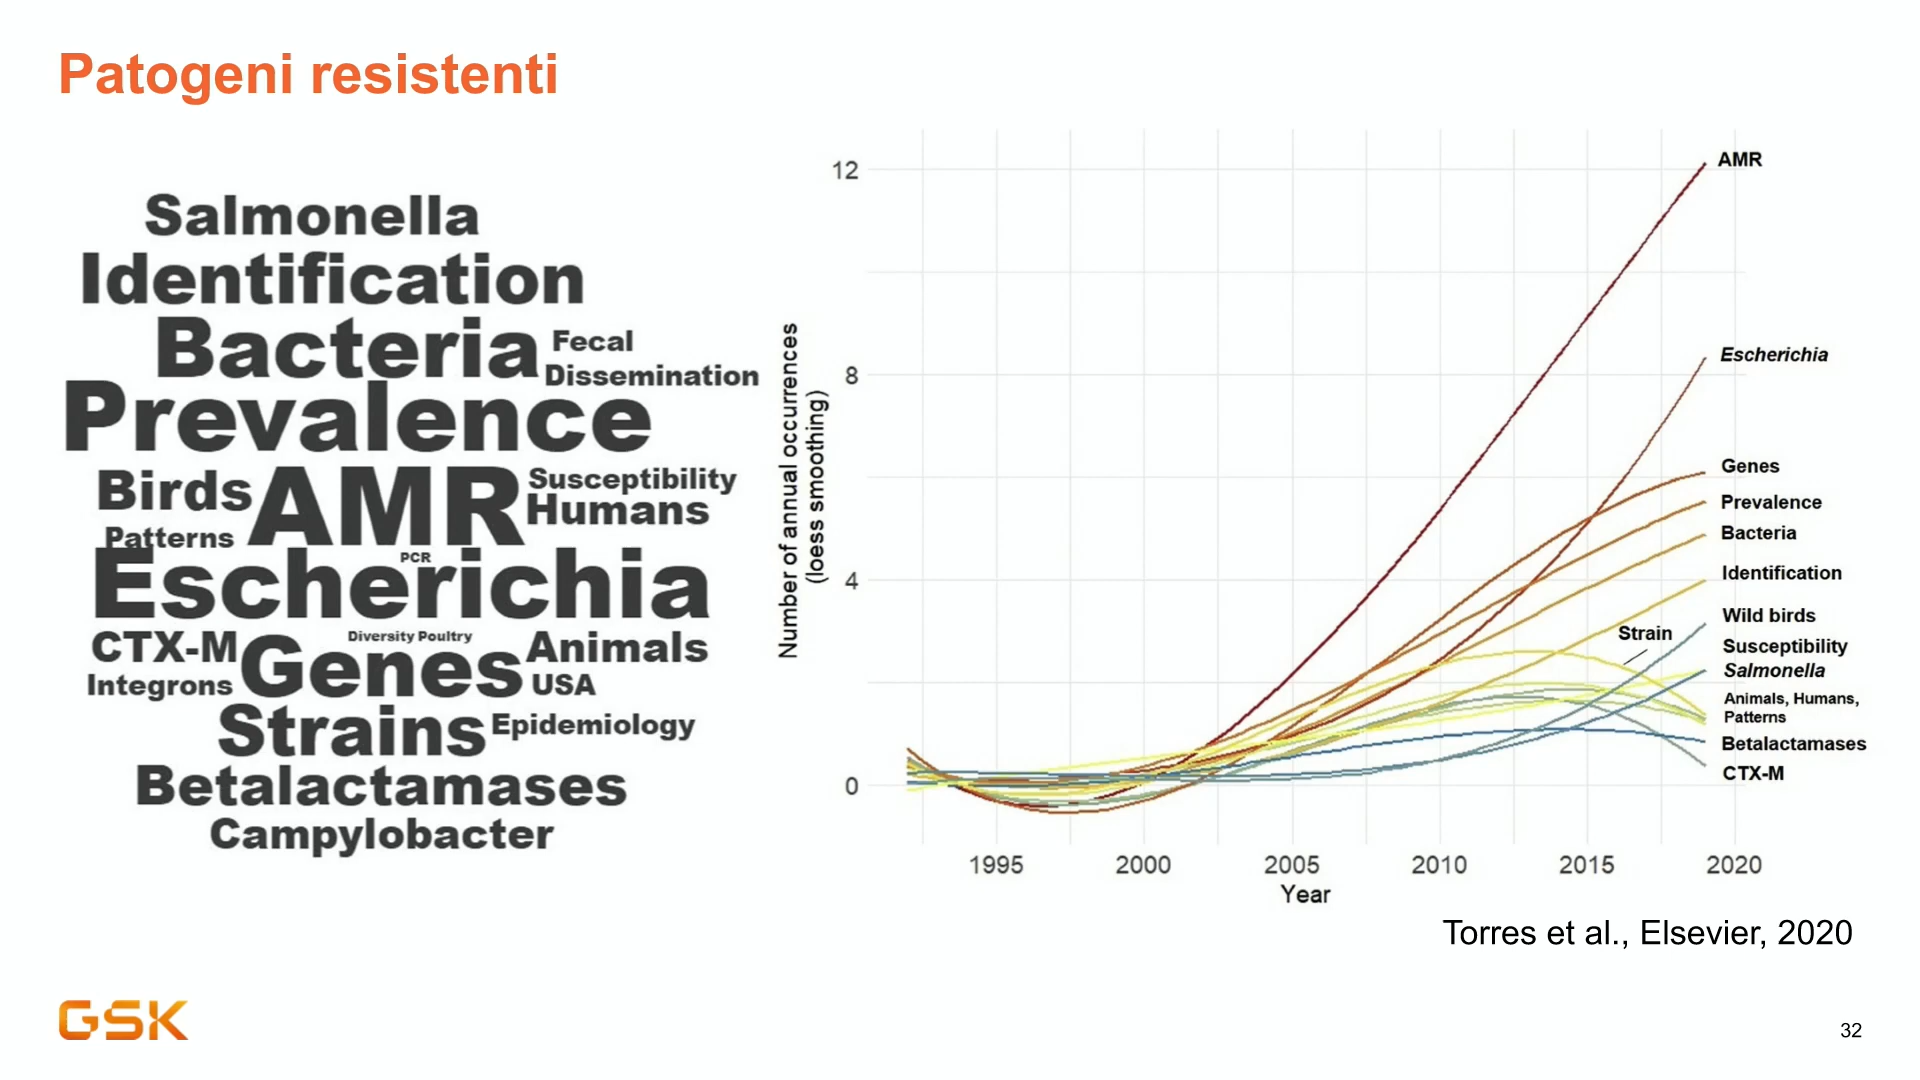 Patogeni resistenti
Salmonella
Identification
Bacteria
Fecal
Dissemination
Prevalence
Birds
AMR
Susceptibility
Humans
Patterns
PCR
Escherichia
CTX-M
Diversity Poultry
Animals
Integrons
Genes
USA
Strains
Epidemiology
Betalactamases
Campylobacter
Number of annual occurrences
(loess smoothing)
12
8
4
0
1995
2000
2005
2010
2015
2020
Year
AMR
Escherichia
Genes
Prevalence
Bacteria
Identification
Wild birds
Strain
Susceptibility
Salmonella
Animals, Humans,
Patterns
Betalactamases
CTX-M
Torres et al., Elsevier, 2020
GSK
32